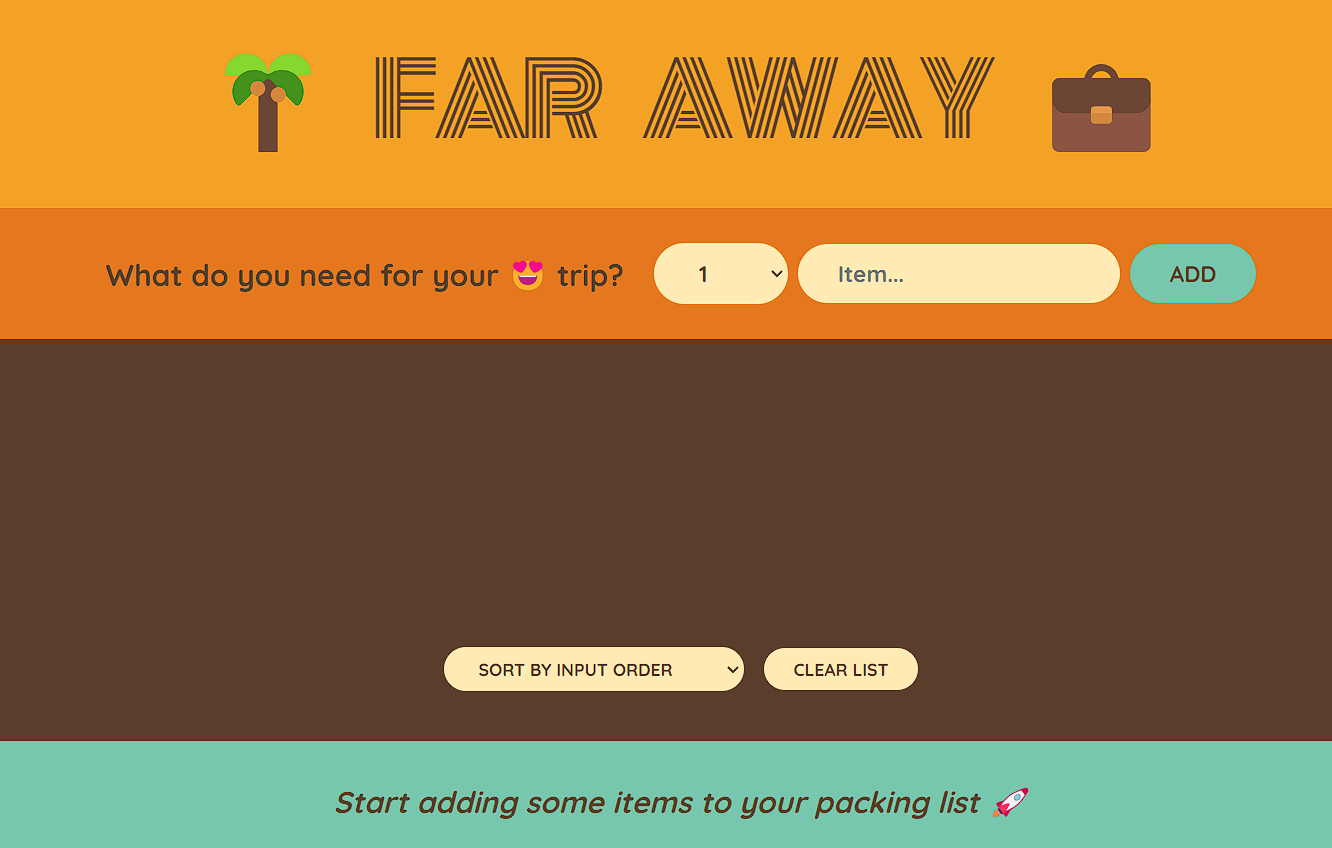 FAR AWAY
What do you need for your 😍 trip? 1 Item... ADD
SORT BY INPUT ORDER CLEAR LIST
Start adding some items to your packing list 🚀